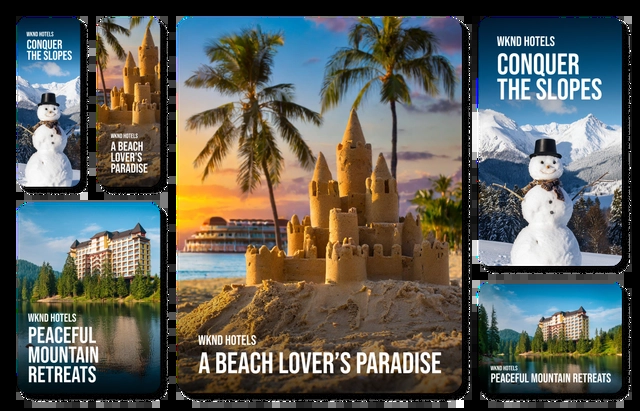 WKND HOTELS
CONQUER
THE SLOPES
WKND HOTELS
A BEACH
LOVER'S
PARADISE
WKND HOTELS
PEACEFUL
MOUNTAIN
RETREATS
WKND HOTELS
A BEACH LOVER'S PARADISE
WKND HOTELS
CONQUER
THE SLOPES
WKND HOTELS
PEACEFUL MOUNTAIN RETREATS